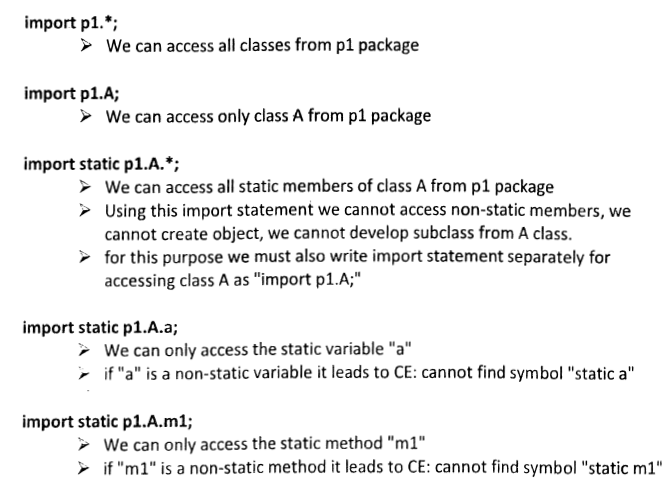 import p1.*;
➢ We can access all classes from p1 package
import p1.A;
➢ We can access only class A from p1 package
import static p1.A.*;
➢ We can access all static members of class A from p1 package
➢ Using this import statement we cannot access non-static members, we
cannot create object, we cannot develop subclass from A class.
➢ for this purpose we must also write import statement separately for
accessing class A as "import p1.A;"
import static p1.A.a;
➢ We can only access the static variable "a"
➢ if "a" is a non-static variable it leads to CE: cannot find symbol "static a"
import static p1.A.m1;
➢ We can only access the static method "m1"
➢ if "m1" is a non-static method it leads to CE: cannot find symbol "static m1"